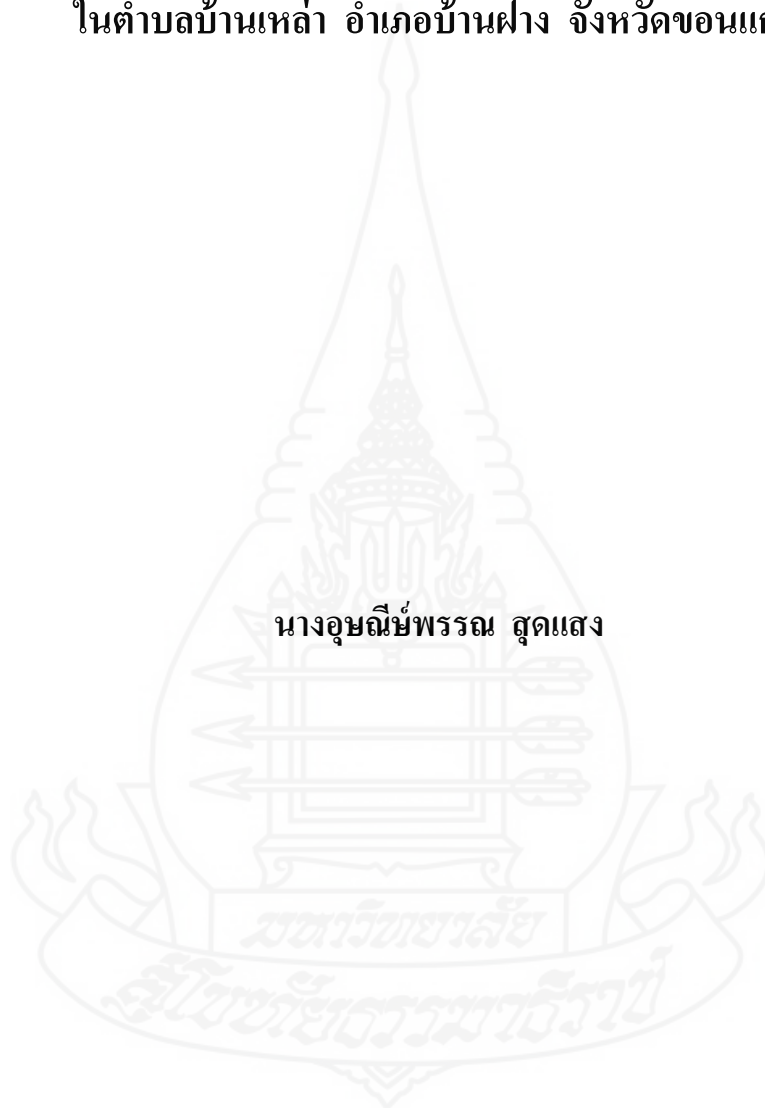 ในตำบลบ้านเหล่า อำเภอบ้านฝาง จังหวัดขอนแก่
นางอุษณีย์พรรณ สุดแสง
มหาวิทยาลัย
สุโขทัยธรรมาธิราช